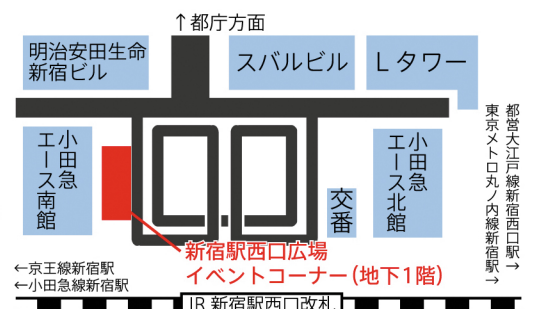 ↑都庁方面
明治安田生命
新宿ビル
スバルビル
Lタワー
小田急
エース南館
小田急
エース北館
交番
都営大江戸線新宿西口駅→
東京メトロ丸ノ内線新宿駅→
新宿駅西口広場
イベントコーナー(地下1階)
←京王線新宿駅
←小田急線新宿駅
JR 新宿駅西口改札